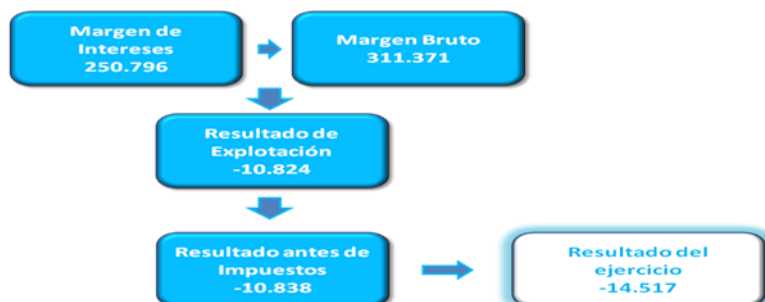 Margen de
Intereses
250.796
Margen Bruto
311.371
Resultado de
Explotación
-10.824
Resultado antes de
Impuestos
-10.838
Resultado del
ejercicio
-14.517